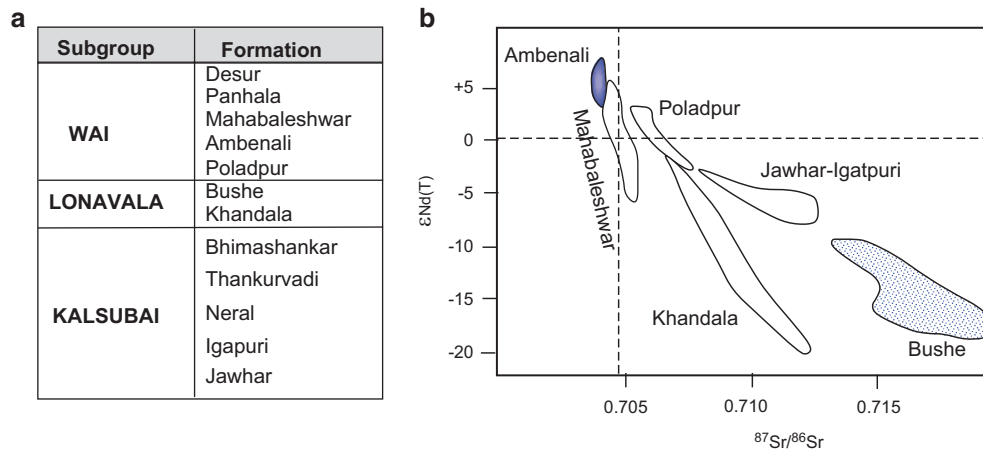 a
Subgroup Formation
WAI
Desur
Panhala
Mahabaleshwar
Ambenali
Poladpur
LONAVALA
Bushe
Khandala
KALSUBAI
Bhimashankar
Thankurvadi
Neral
Igapuri
Jawhar
b
Ambenali
Poladpur
Mahabaleshwar
Jawhar-Igatpuri
Khandala
Bushe
εNd(T)
+5
0
-5
-10
-15
-20
0.705 0.710 0.715
⁸⁷Sr/⁸⁶Sr